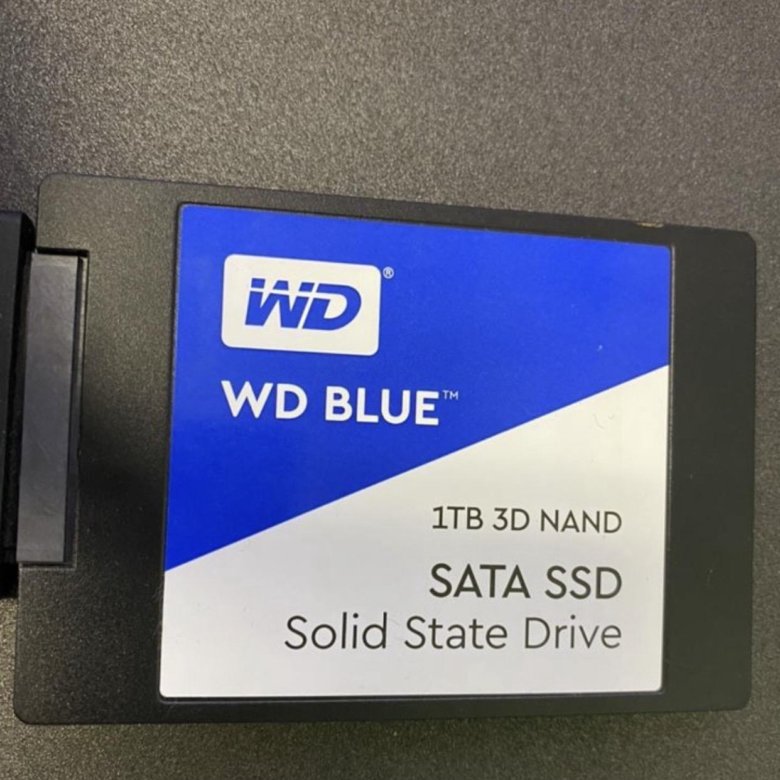 WD®
WD BLUE™
1TB 3D NAND
SATA SSD
Solid State Drive